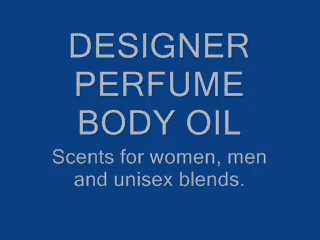 DESIGNER
PERFUME
BODY OIL
Scents for women, men
and unisex blends.